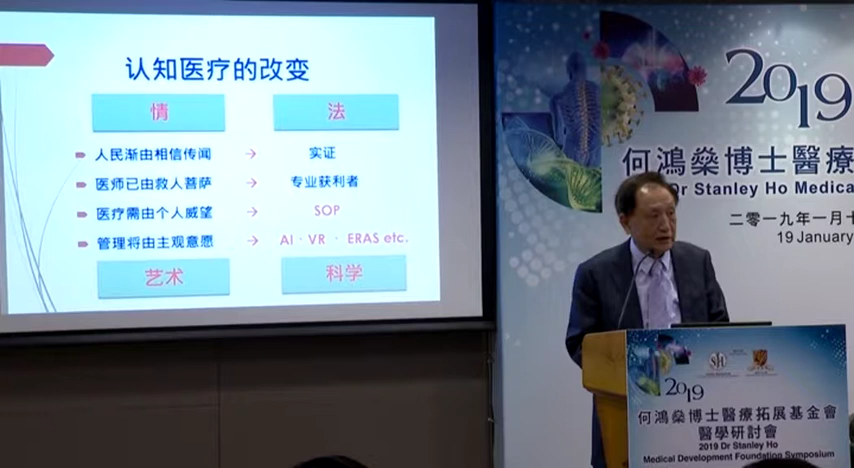 认知医疗的改变
情 法
人民渐由相信传闻 → 实证
医师已由救人菩萨 → 专业获利者
医疗需由个人威望 → SOP
管理将由主观意愿 → AI · VR · ERAS etc.
艺术 科学
2019
何鴻燊博士醫療
Dr Stanley Ho Medical
二零一九年一月十
19 January
2019
何鴻燊博士醫療拓展基金會
醫學研討會
2019 Dr Stanley Ho
Medical Development Foundation Symposium